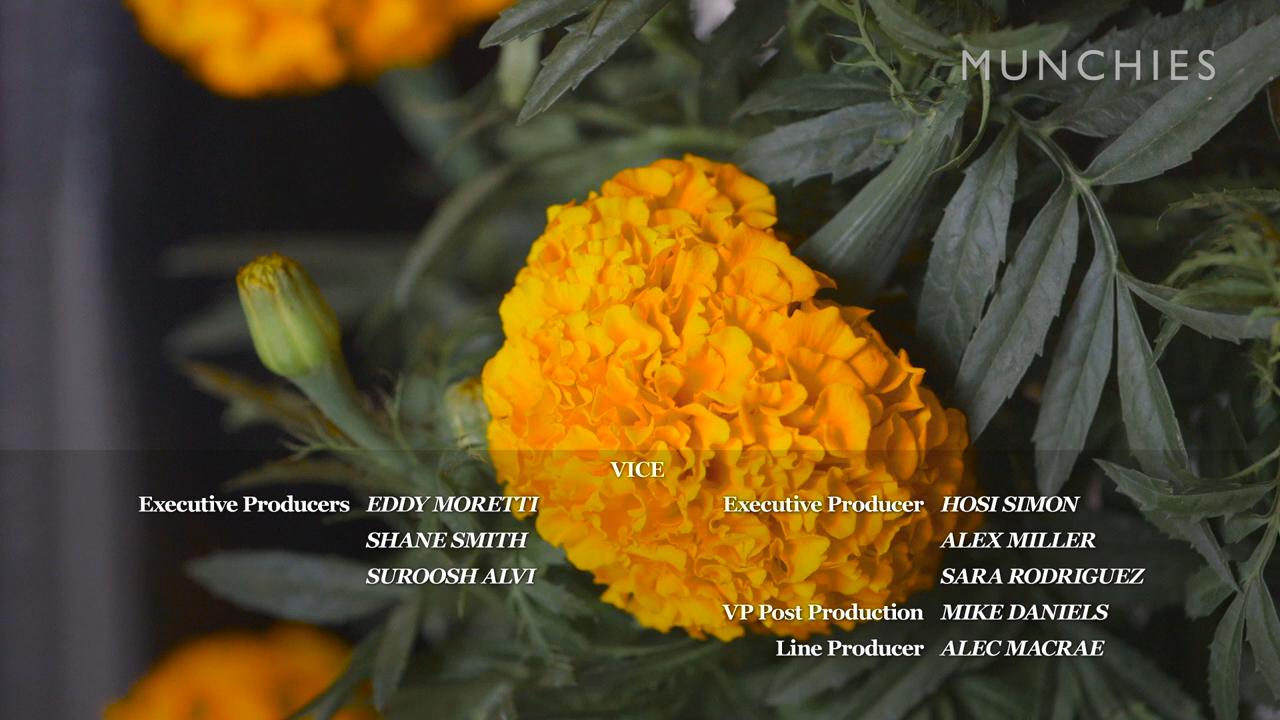 MUNCHIES
VICE
Executive Producers EDDY MORETTI
SHANE SMITH
SUROOSH ALVI
Executive Producer HOSI SIMON
ALEX MILLER
SARA RODRIGUEZ
VP Post Production MIKE DANIELS
Line Producer ALEC MACRAE